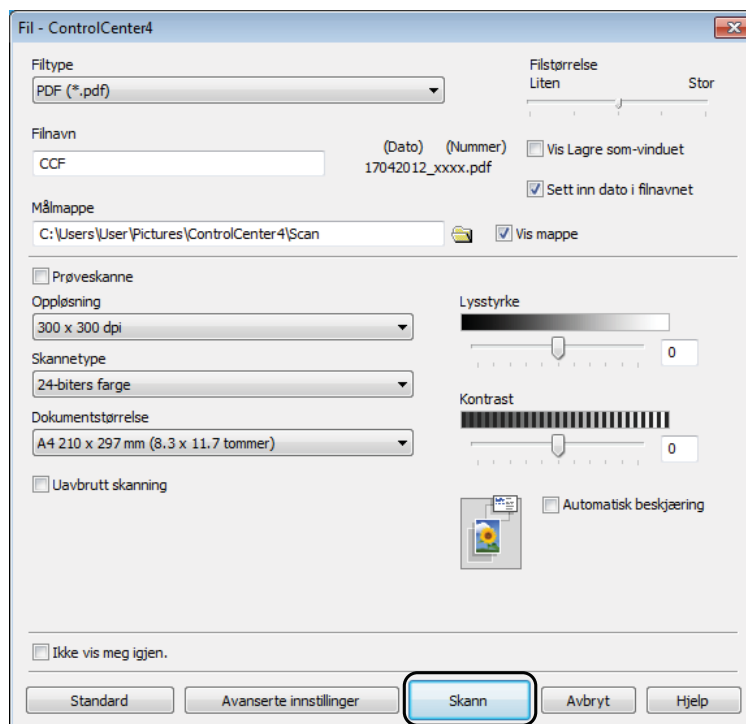 Fil - ControlCenter4
Filtype
PDF (*.pdf)
Filstørrelse
Liten Stor
Filnavn
CCF
(Dato) (Nummer)
17042012_xxxx.pdf
Vis Lagre som-vinduet
Sett inn dato i filnavnet
Målmappe
C:\Users\User\Pictures\ControlCenter4\Scan
Vis mappe
Prøveskanne
Oppløsning
300 x 300 dpi
Skannetype
24-biters farge
Dokumentstørrelse
A4 210 x 297 mm (8.3 x 11.7 tommer)
Uavbrutt skanning
Lysstyrke
0
Kontrast
0
Automatisk beskjæring
Ikke vis meg igjen.
Standard Avanserte innstillinger Skann Avbryt Hjelp